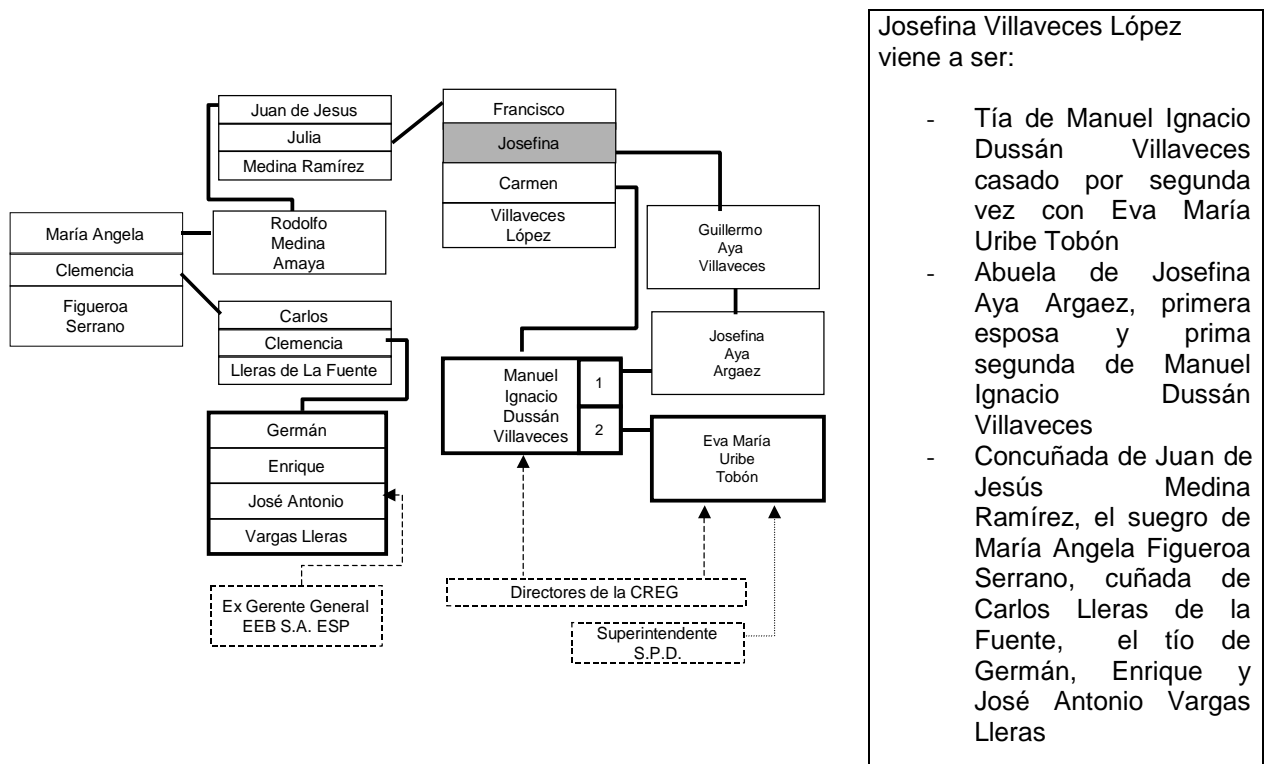 Juan de Jesus
Julia
Medina Ramírez
Francisco
Josefina
Carmen
Villaveces
López
María Angela
Clemencia
Figueroa
Serrano
Rodolfo
Medina
Amaya
Guillermo
Aya
Villaveces
Carlos
Clemencia
Lleras de La Fuente
Josefina
Aya
Argaez
Manuel
Ignacio
Dussán
Villaveces
1
2
Eva María
Uribe
Tobón
Germán
Enrique
José Antonio
Vargas Lleras
Ex Gerente General
EEB S.A. ESP
Directores de la CREG
Superintendente
S.P.D.
Josefina Villaveces López
viene a ser:
- Tía de Manuel Ignacio
Dussán Villaveces
casado por segunda
vez con Eva María
Uribe Tobón
- Abuela de Josefina
Aya Argaez, primera
esposa y prima
segunda de Manuel
Ignacio Dussán
Villaveces
- Concuñada de Juan de
Jesús Medina
Ramírez, el suegro de
María Angela Figueroa
Serrano, cuñada de
Carlos Lleras de la
Fuente, el tío de
Germán, Enrique y
José Antonio Vargas
Lleras